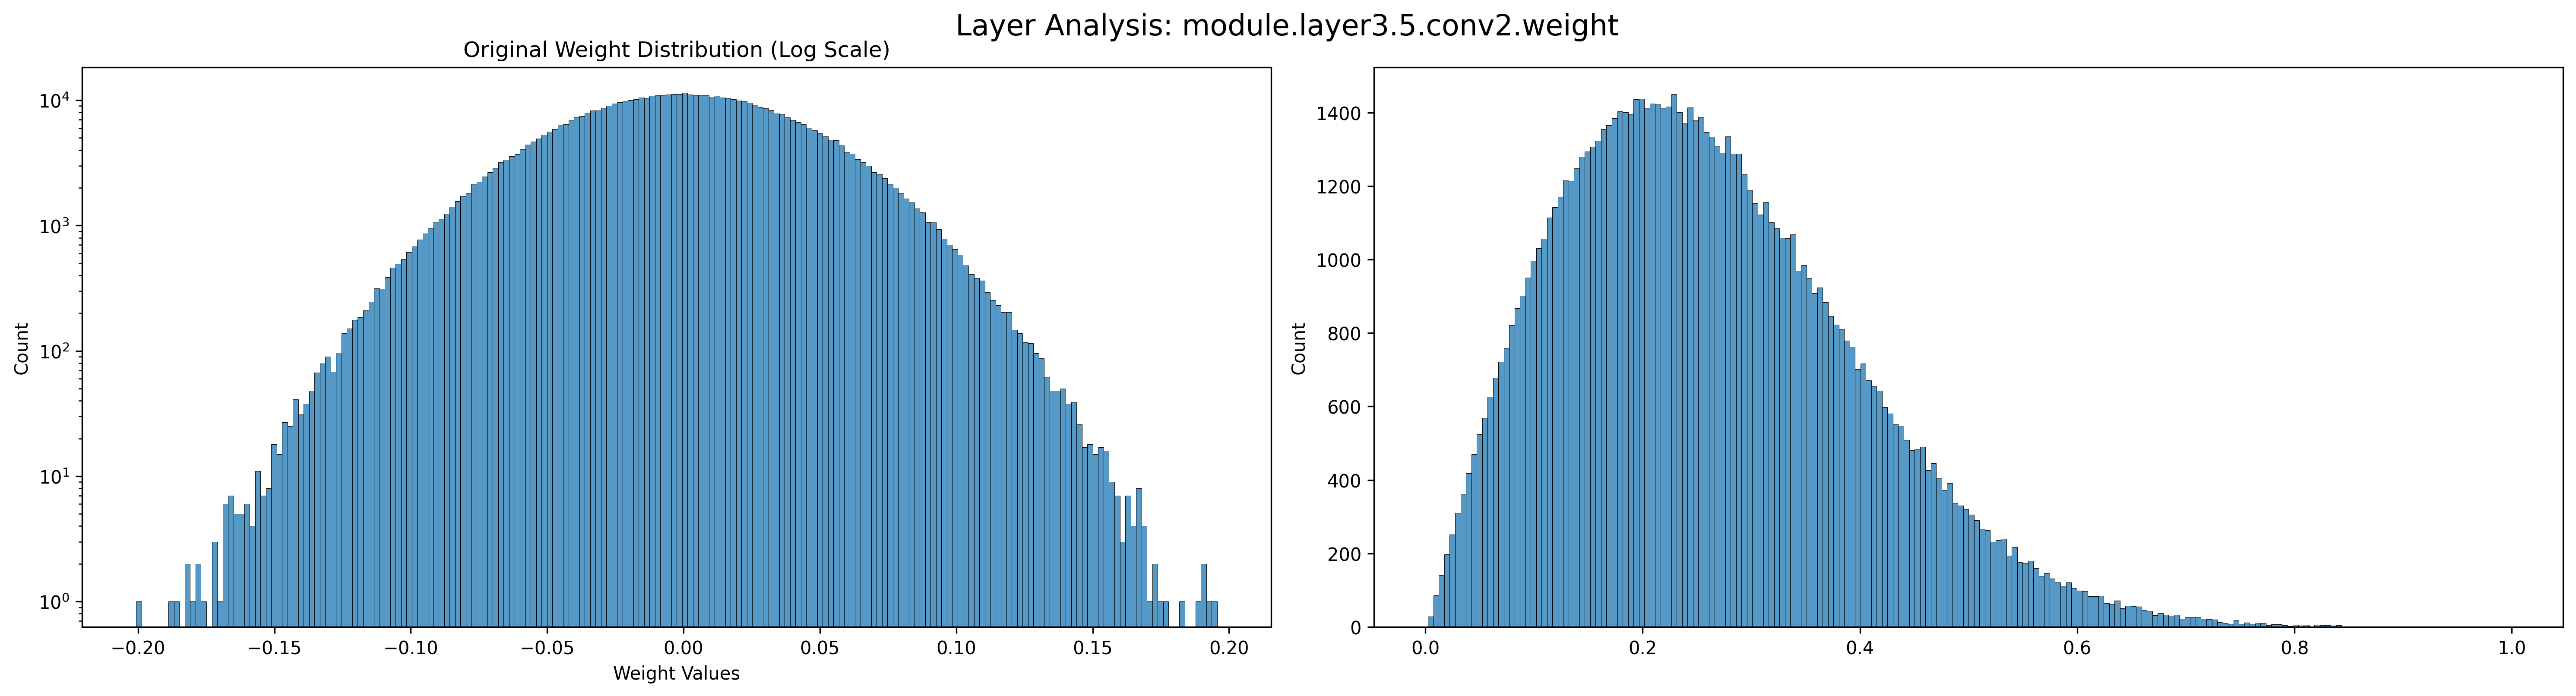 Layer Analysis: module.layer3.5.conv2.weight
Original Weight Distribution (Log Scale)
Count
10⁴
10³
10²
10¹
10⁰
−0.20 −0.15 −0.10 −0.05 0.00 0.05 0.10 0.15 0.20
Weight Values
Count
1400
1200
1000
800
600
400
200
0
0.0 0.2 0.4 0.6 0.8 1.0